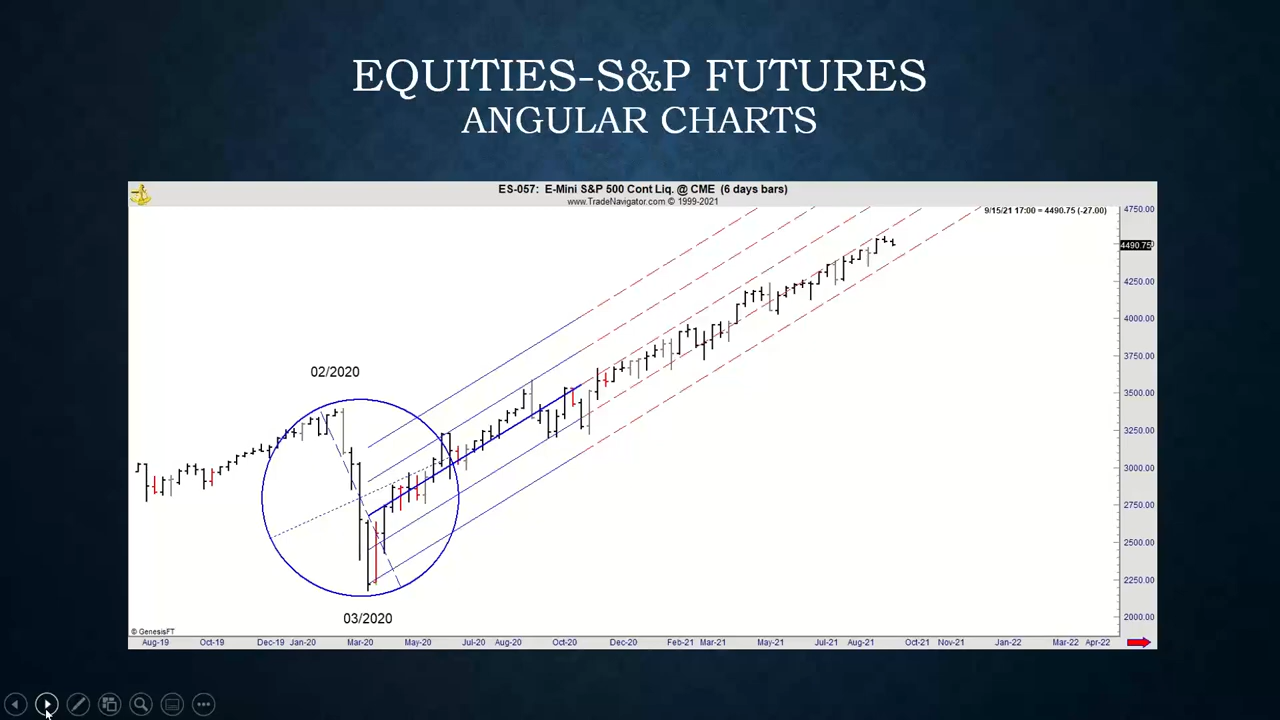 EQUITIES-S&P FUTURES
ANGULAR CHARTS
ES-057: E-Mini S&P 500 Cont Liq. @ CME (6 days bars)
www.TradeNavigator.com © 1999-2021
9/15/21 17:00 = 4490.75 (-27.00)
4750.00
4490.75
4250.00
4000.00
3750.00
3500.00
3250.00
3000.00
2750.00
2500.00
2250.00
2000.00
02/2020
03/2020
© GenesisFT
Aug-19 Oct-19 Dec-19 Jan-20 Mar-20 May-20 Jul-20 Aug-20 Oct-20 Dec-20 Feb-21 Mar-21 May-21 Jul-21 Aug-21 Oct-21 Nov-21 Jan-22 Mar-22 Apr-22